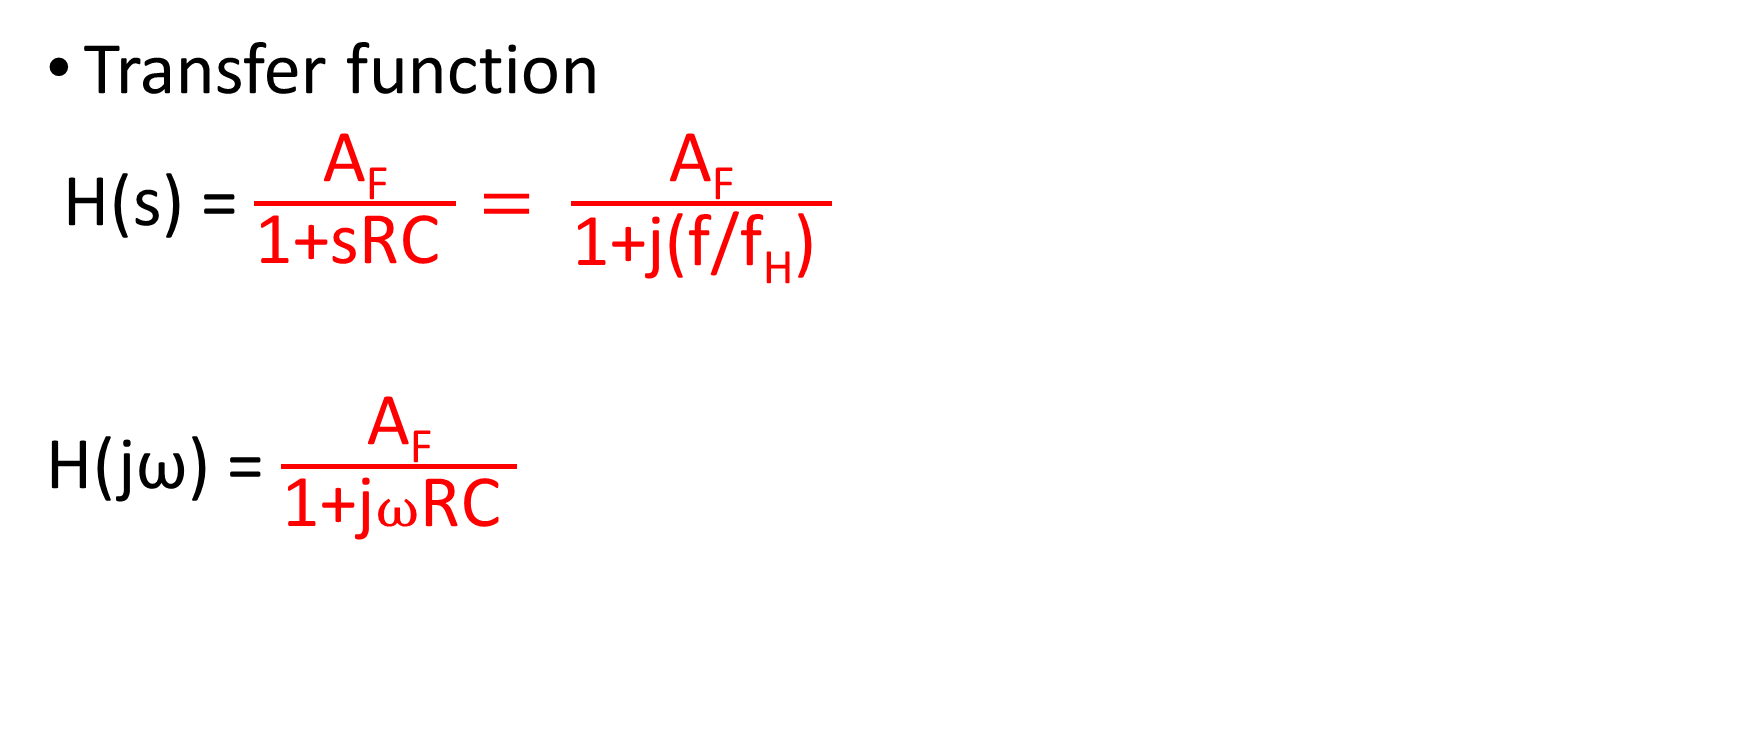 • Transfer function
H(s) = A_F/(1+sRC) = A_F/(1+j(f/f_H))
H(jω) = A_F/(1+jωRC)